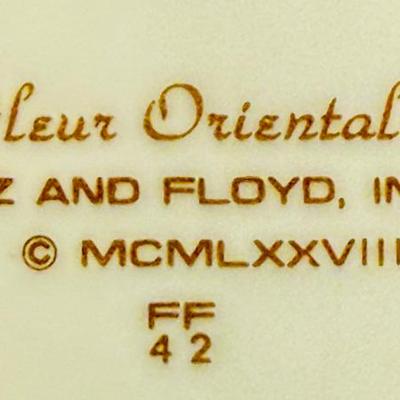 leur Oriental
Z AND FLOYD, IN
© MCMLXXVIII
FF
42